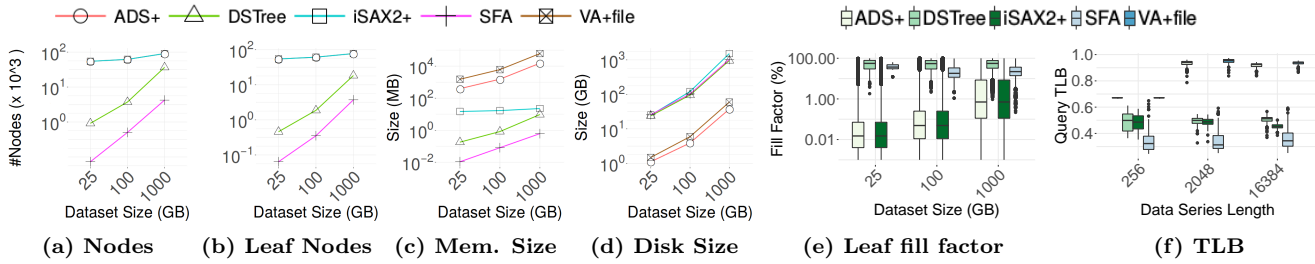 ADS+ DSTree iSAX2+ SFA VA+file
ADS+ DSTree iSAX2+ SFA VA+file
#Nodes (x 10^3)
10^2
10^1
10^0
25 100 1000
Dataset Size (GB)
(a) Nodes
10^2
10^1
10^0
10^-1
25 100 1000
Dataset Size (GB)
(b) Leaf Nodes
Size (MB)
10^4
10^2
10^0
10^-2
25 100 1000
Dataset Size (GB)
(c) Mem. Size
Size (GB)
10^3
10^2
10^1
10^0
25 100 1000
Dataset Size (GB)
(d) Disk Size
Fill Factor (%)
100.00
1.00
0.01
25 100 1000
Dataset Size (GB)
(e) Leaf fill factor
Query TLB
1.0
0.8
0.6
0.4
256 2048 16384
Data Series Length
(f) TLB